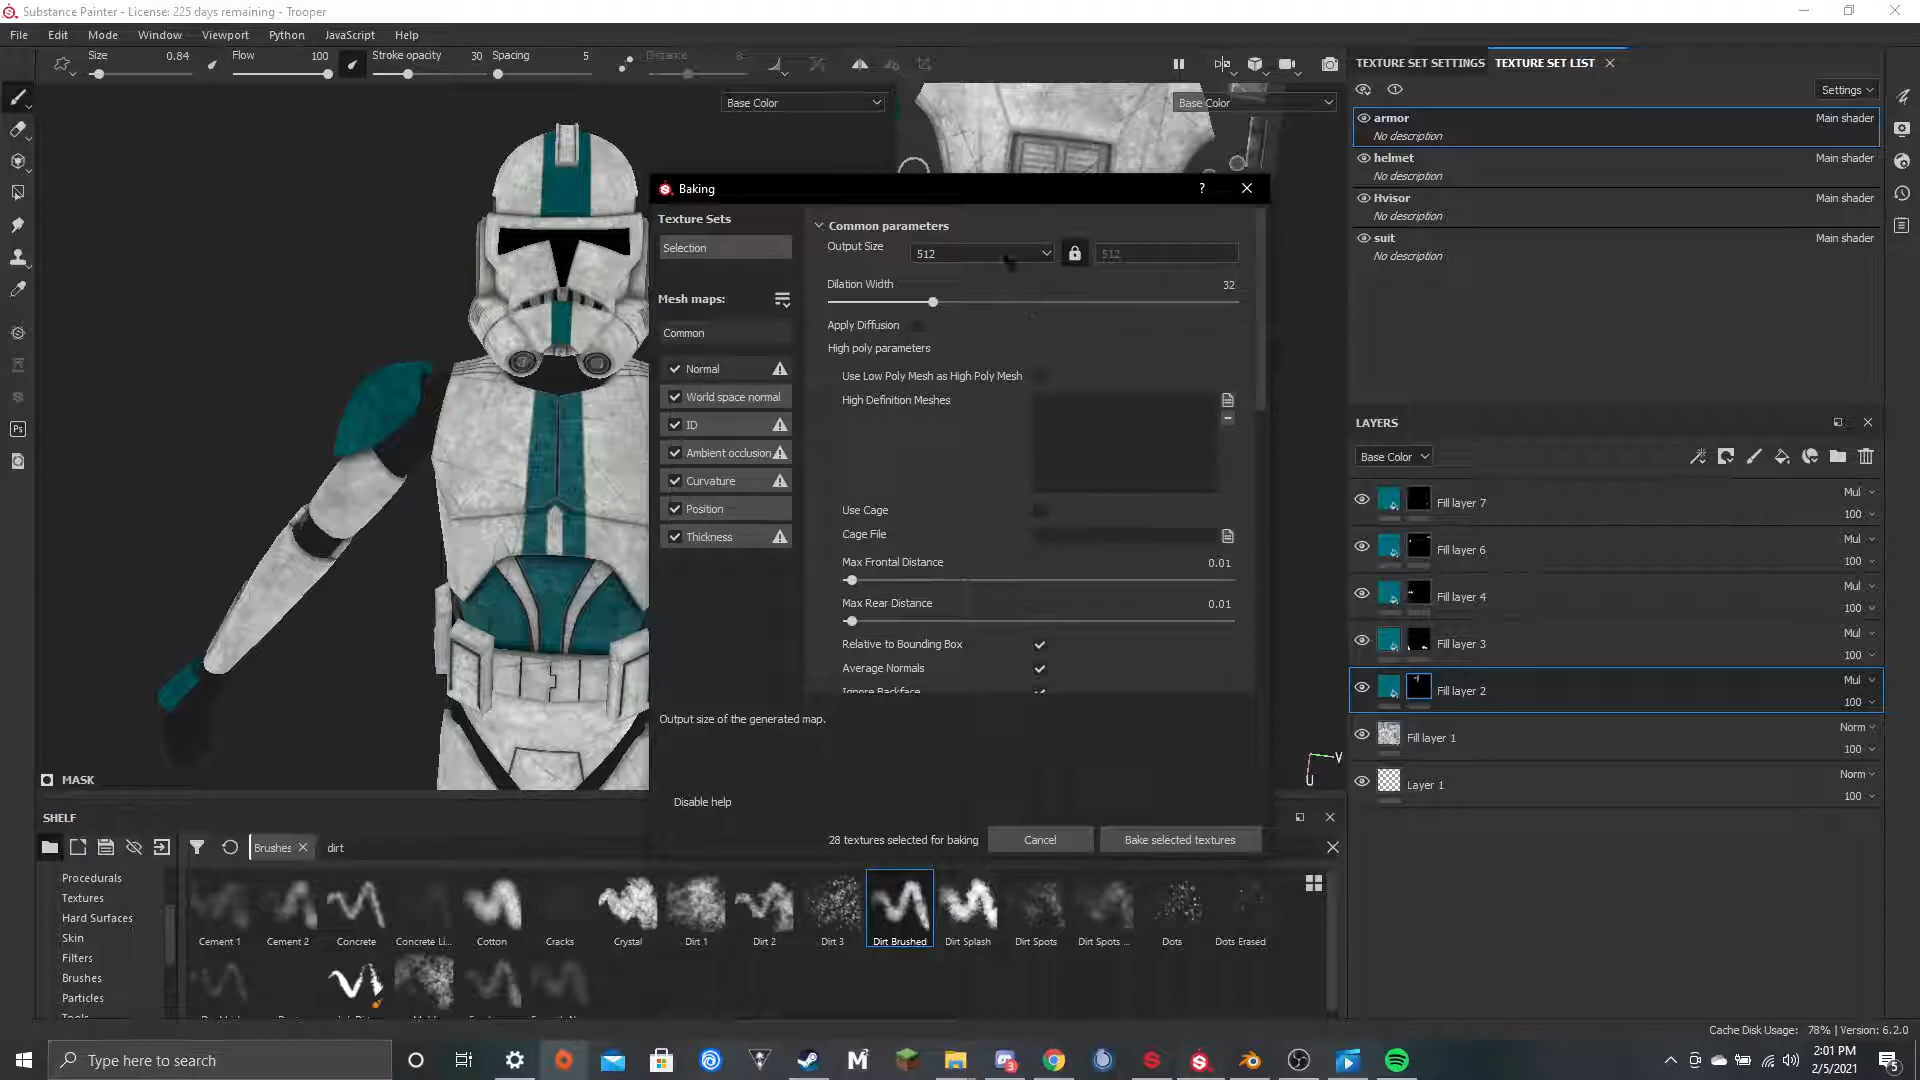 Substance Painter - License: 225 days remaining - Trooper
File Edit Mode Window Viewport Python JavaScript Help
Size 0.84 Flow 100 Stroke opacity 30 Spacing 5 Distance 8
Base Color
Base Color
TEXTURE SET SETTINGS TEXTURE SET LIST
Settings
armor Main shader
No description
helmet Main shader
No description
Hvisor Main shader
No description
suit Main shader
No description
Baking ?
Texture Sets
Selection
Mesh maps:
Common
Normal
World space normal
ID
Ambient occlusion
Curvature
Position
Thickness
Common parameters
Output Size 512 512
Dilation Width 32
Apply Diffusion
High poly parameters
Use Low Poly Mesh as High Poly Mesh
High Definition Meshes
Use Cage
Cage File
Max Frontal Distance 0.01
Max Rear Distance 0.01
Relative to Bounding Box
Average Normals
Ignore Backface
Output size of the generated map.
Disable help
28 textures selected for baking Cancel Bake selected textures
V
U
MASK
Ps
LAYERS
Base Color
Fill layer 7 Mul 100
Fill layer 6 Mul 100
Fill layer 4 Mul 100
Fill layer 3 Mul 100
Fill layer 2 Mul 100
Fill layer 1 Norm 100
Layer 1 Norm 100
SHELF
Brushes dirt
Procedurals
Textures
Hard Surfaces
Skin
Filters
Brushes
Particles
Tools
Cement 1 Cement 2 Concrete Concrete Li... Cotton Cracks Crystal Dirt 1 Dirt 2 Dirt 3 Dirt Brushed Dirt Splash Dirt Spots Dirt Spots ... Dots Dots Erased
Cache Disk Usage: 78% | Version: 6.2.0
Type here to search
2:01 PM
2/5/2021
3
5